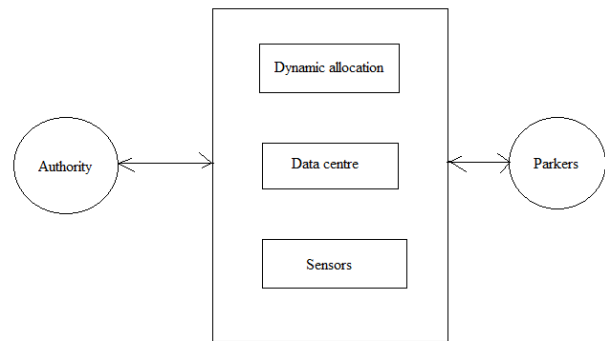 Dynamic allocation
Authority
Data centre
Parkers
Sensors